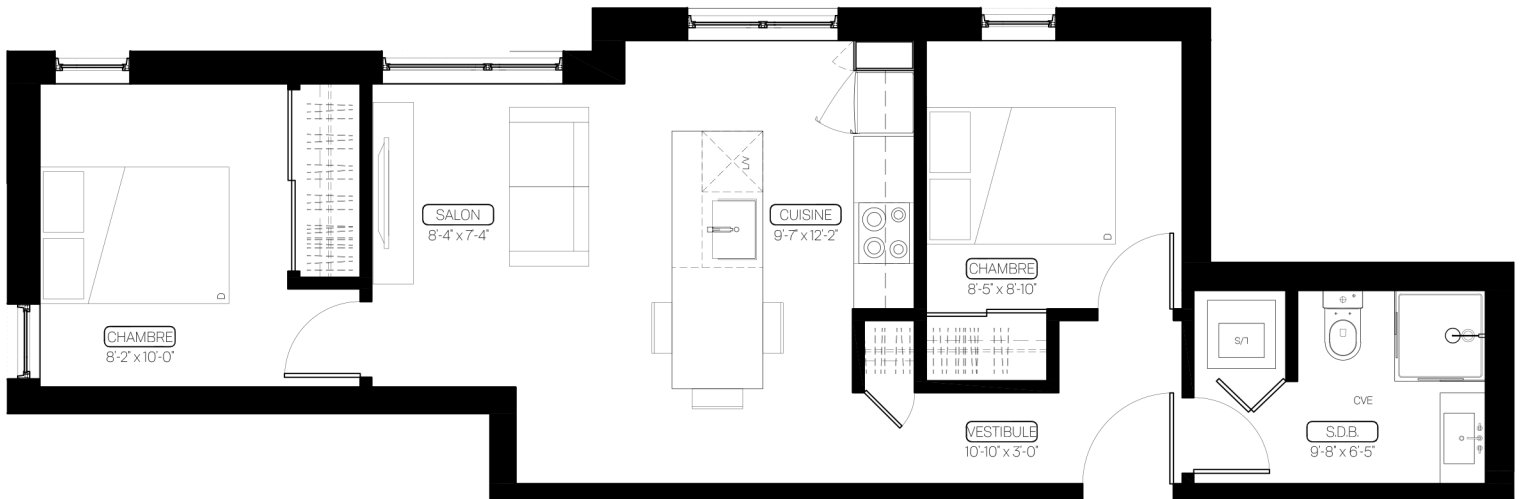 SALON
8'-4" x 7'-4"
CUISINE
9'-7" x 12'-2"
LV
CHAMBRE
8'-5" x 8'-10"
D
CHAMBRE
8'-2" x 10'-0"
D
S/L
CVE
VESTIBULE
10'-10" x 3'-0"
S.D.B.
9'-8" x 6'-5"